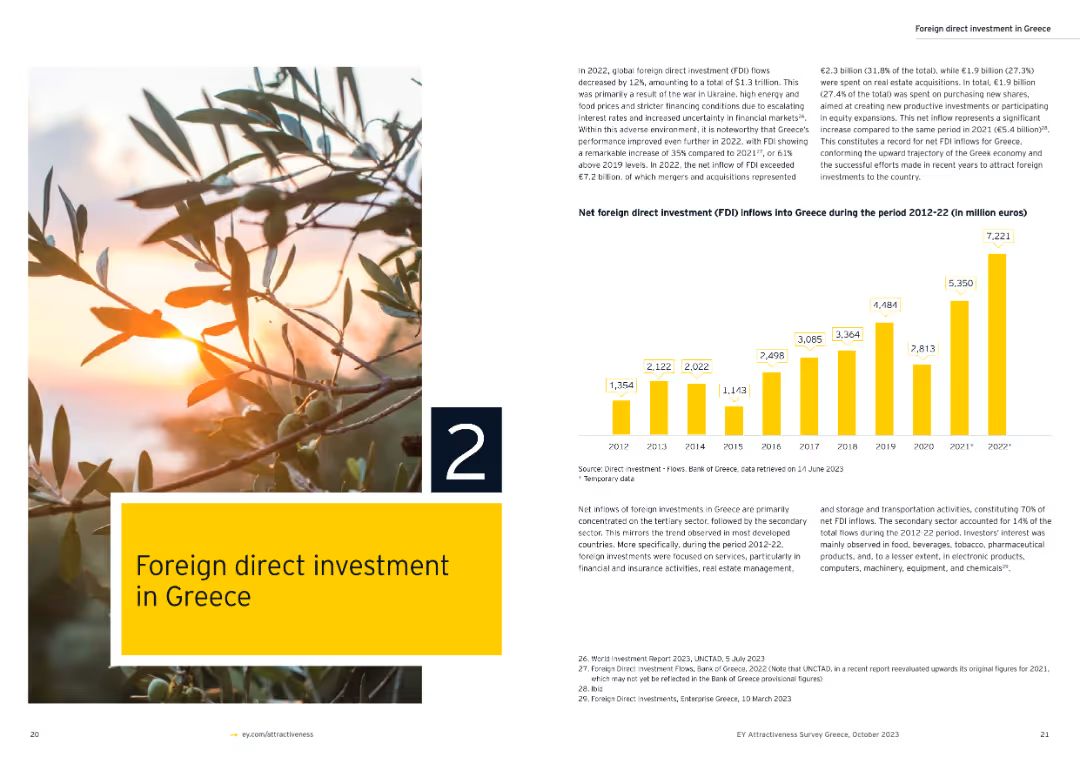 2
Foreign direct investment
in Greece
20
→ ey.com/attractiveness
Foreign direct investment in Greece
In 2022, global foreign direct investment (FDI) flows
decreased by 12%, amounting to a total of $1.3 trillion. This
was primarily a result of the war in Ukraine, high energy and
food prices and stricter financing conditions due to escalating
interest rates and increased uncertainty in financial markets²⁶.
Within this adverse environment, it is noteworthy that Greece's
performance improved even further in 2022, with FDI showing
a remarkable increase of 35% compared to 2021²⁷, or 61%
above 2019 levels. In 2022, the net inflow of FDI exceeded
€7.2 billion, of which mergers and acquisitions represented
€2.3 billion (31.8% of the total), while €1.9 billion (27.3%)
were spent on real estate acquisitions. In total, €1.9 billion
(27.4% of the total) was spent on purchasing new shares,
aimed at creating new productive investments or participating
in equity expansions. This net inflow represents a significant
increase compared to the same period in 2021 (€5.4 billion)²⁸.
This constitutes a record for net FDI inflows for Greece,
conforming the upward trajectory of the Greek economy and
the successful efforts made in recent years to attract foreign
investments to the country.
Net foreign direct investment (FDI) inflows into Greece during the period 2012-22 (in million euros)
1,354
2,122
2,022
1,143
2,498
3,085
3,364
4,484
2,813
5,350
7,221
2012 2013 2014 2015 2016 2017 2018 2019 2020 2021* 2022*
Source: Direct Investment - Flows, Bank of Greece, data retrieved on 14 June 2023
* Temporary data
Net inflows of foreign investments in Greece are primarily
concentrated on the tertiary sector, followed by the secondary
sector. This mirrors the trend observed in most developed
countries. More specifically, during the period 2012-22,
foreign investments were focused on services, particularly in
financial and insurance activities, real estate management,
and storage and transportation activities, constituting 70% of
net FDI inflows. The secondary sector accounted for 14% of the
total flows during the 2012-22 period. Investors' interest was
mainly observed in food, beverages, tobacco, pharmaceutical
products, and, to a lesser extent, in electronic products,
computers, machinery, equipment, and chemicals²⁹.
26. World Investment Report 2023, UNCTAD, 5 July 2023
27. Foreign Direct Investment Flows, Bank of Greece, 2022 (Note that UNCTAD, in a recent report reevaluated upwards its original figures for 2021,
which may not yet be reflected in the Bank of Greece provisional figures)
28. Ibid
29. Foreign Direct Investments, Enterprise Greece, 10 March 2023
EY Attractiveness Survey Greece, October 2023
21